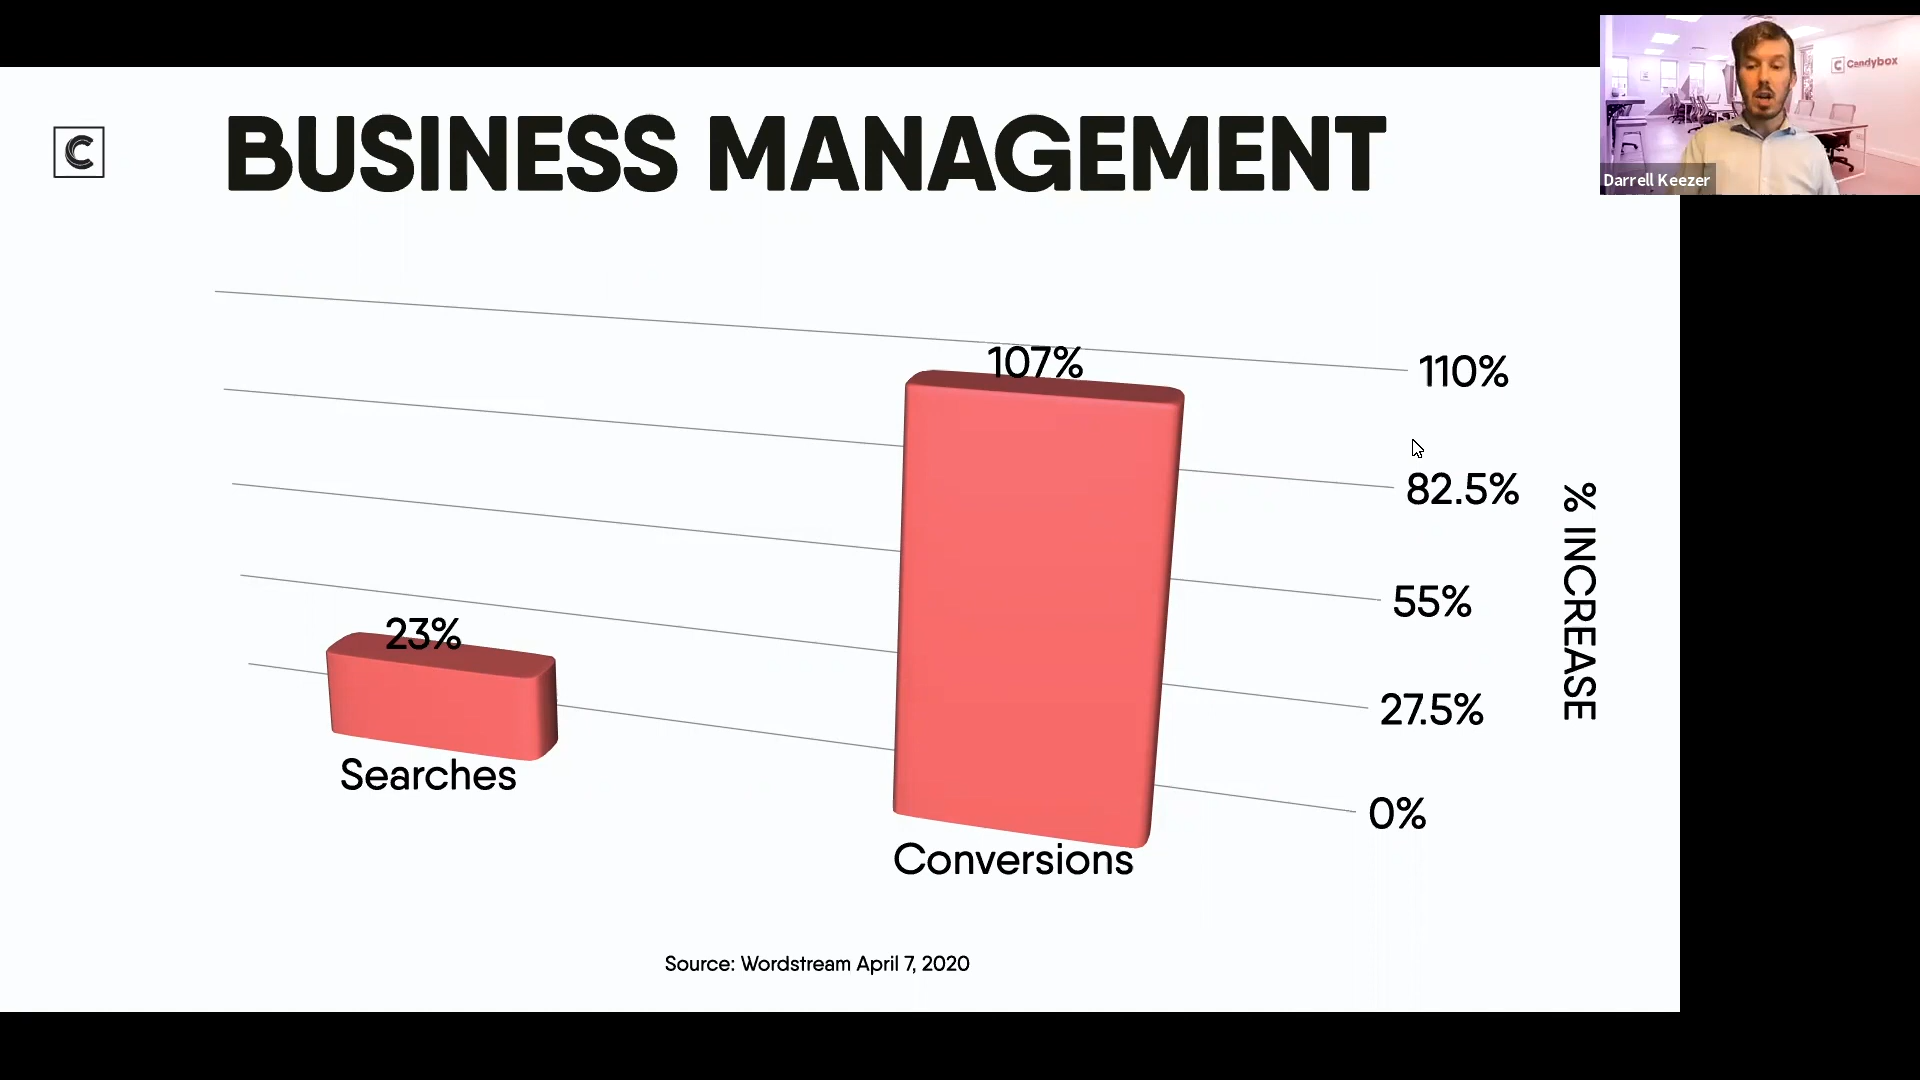 C
BUSINESS MANAGEMENT
C Candybox
Darrell Keezer
107%
110%
82.5%
55%
27.5%
0%
% INCREASE
23%
Searches
Conversions
Source: Wordstream April 7, 2020